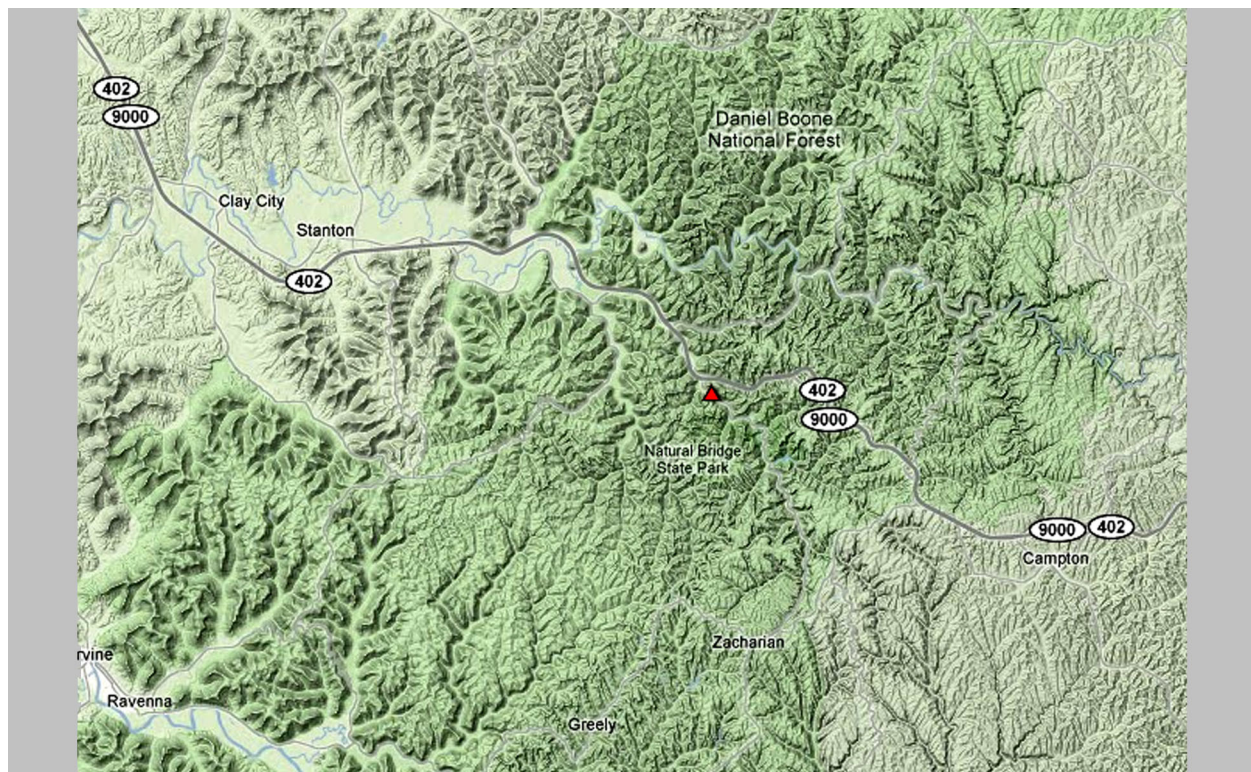 402
9000
Daniel Boone
National Forest
Clay City
Stanton
402
402
9000
Natural Bridge
State Park
9000
402
Campton
Zacharian
rvine
Ravenna
Greely